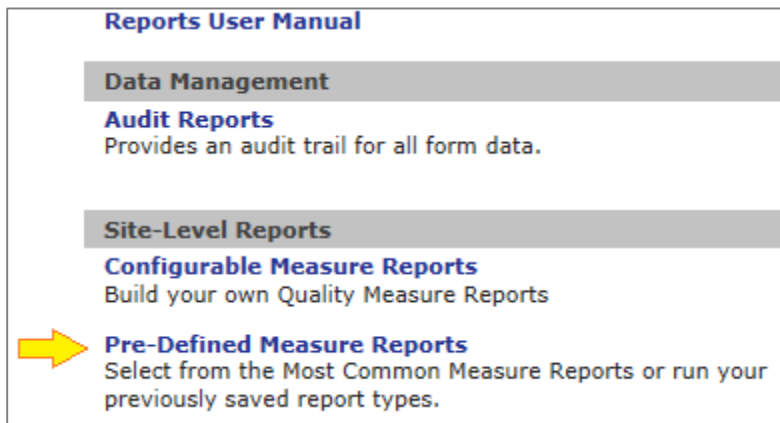 Reports User Manual
Data Management
Audit Reports
Provides an audit trail for all form data.
Site-Level Reports
Configurable Measure Reports
Build your own Quality Measure Reports
Pre-Defined Measure Reports
Select from the Most Common Measure Reports or run your
previously saved report types.